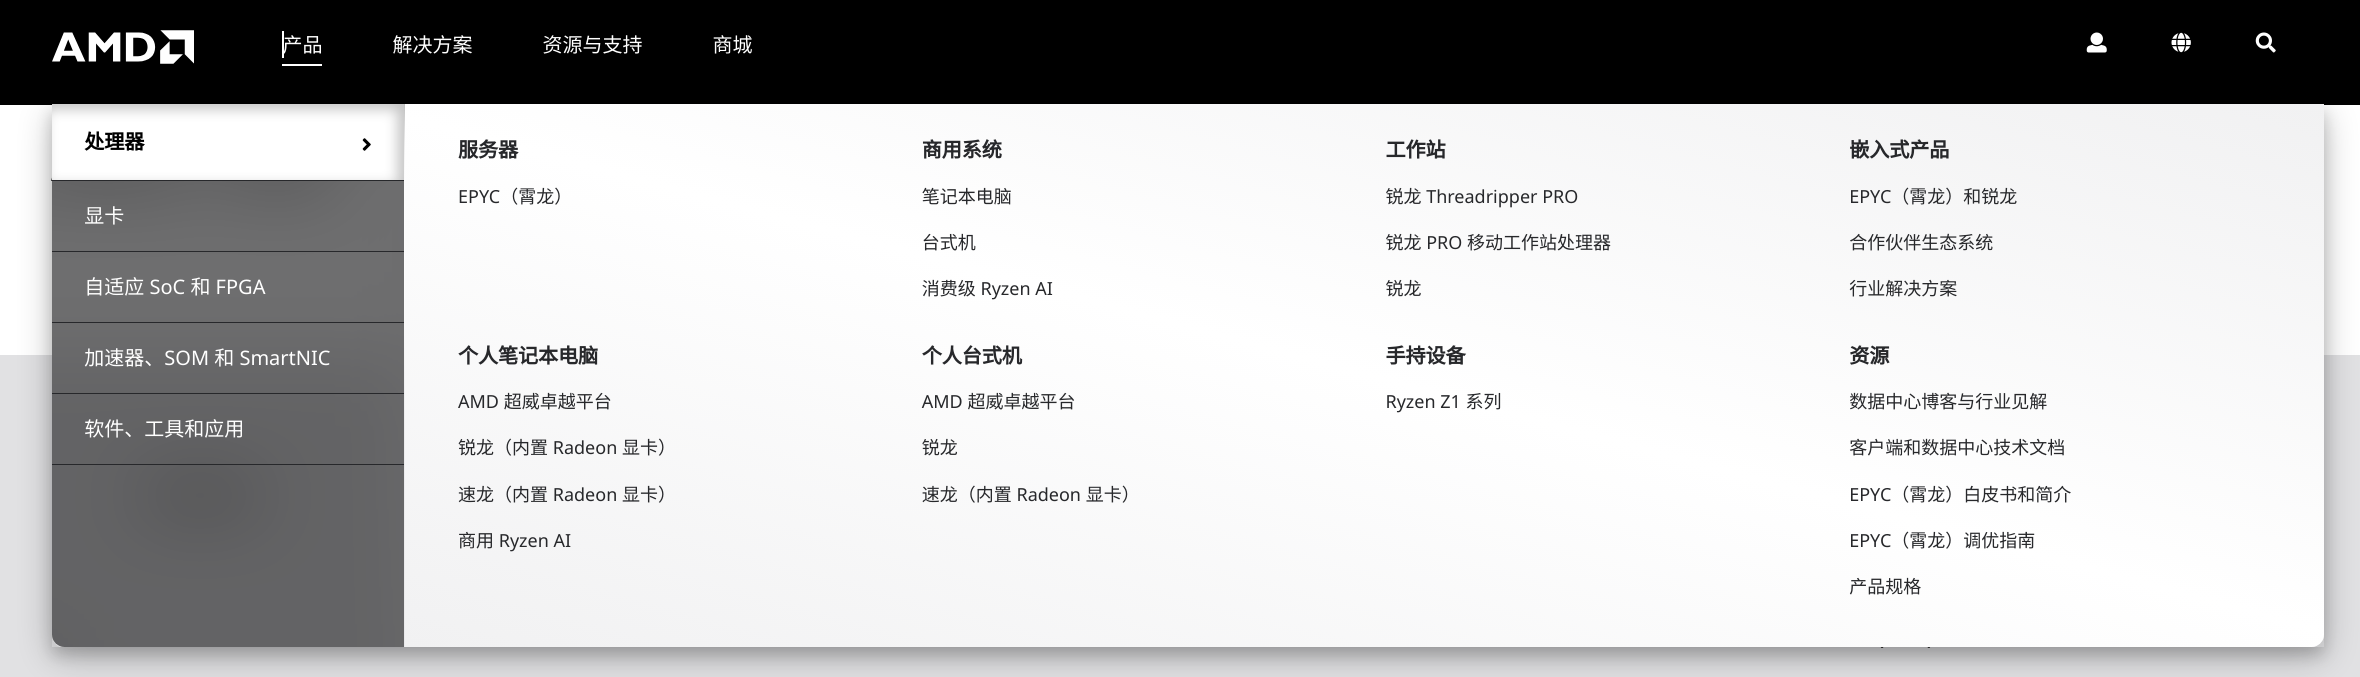 AMD
产品
解决方案
资源与支持
商城
处理器
显卡
自适应 SoC 和 FPGA
加速器、SOM 和 SmartNIC
软件、工具和应用
服务器
EPYC（霄龙）
商用系统
笔记本电脑
台式机
消费级 Ryzen AI
工作站
锐龙 Threadripper PRO
锐龙 PRO 移动工作站处理器
锐龙
嵌入式产品
EPYC（霄龙）和锐龙
合作伙伴生态系统
行业解决方案
个人笔记本电脑
AMD 超威卓越平台
锐龙（内置 Radeon 显卡）
速龙（内置 Radeon 显卡）
商用 Ryzen AI
个人台式机
AMD 超威卓越平台
锐龙
速龙（内置 Radeon 显卡）
手持设备
Ryzen Z1 系列
资源
数据中心博客与行业见解
客户端和数据中心技术文档
EPYC（霄龙）白皮书和简介
EPYC（霄龙）调优指南
产品规格